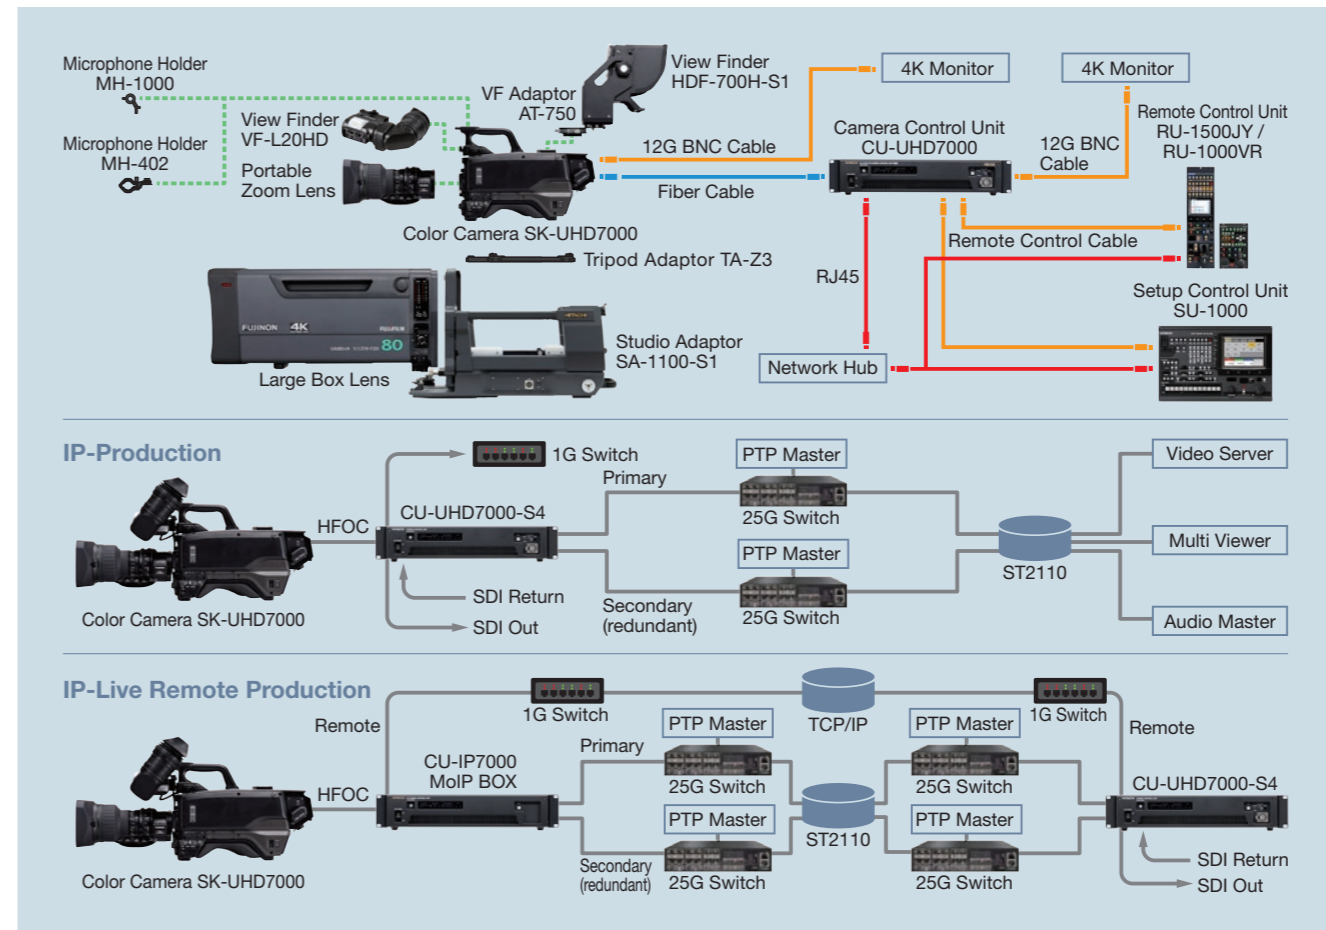 Microphone Holder
MH-1000
Microphone Holder
MH-402
View Finder
VF-L20HD
Portable
Zoom Lens
VF Adaptor
AT-750
View Finder
HDF-700H-S1
12G BNC Cable
Fiber Cable
Color Camera SK-UHD7000
Tripod Adaptor TA-Z3
4K Monitor
Camera Control Unit
CU-UHD7000
4K Monitor
12G BNC
Cable
Remote Control Unit
RU-1500JY /
RU-1000VR
Remote Control Cable
RJ45
Network Hub
Setup Control Unit
SU-1000
FUJINON 4K FUJIFILM
80
HITACHI
Large Box Lens
Studio Adaptor
SA-1100-S1
IP-Production
1G Switch
HFOC
CU-UHD7000-S4
Color Camera SK-UHD7000
SDI Return
SDI Out
Primary
Secondary
(redundant)
PTP Master
25G Switch
PTP Master
25G Switch
ST2110
Video Server
Multi Viewer
Audio Master
IP-Live Remote Production
Remote
1G Switch
TCP/IP
1G Switch
Remote
HFOC
CU-IP7000
MoIP BOX
Color Camera SK-UHD7000
Primary
Secondary
(redundant)
PTP Master
25G Switch
PTP Master
25G Switch
ST2110
PTP Master
25G Switch
PTP Master
25G Switch
CU-UHD7000-S4
SDI Return
SDI Out